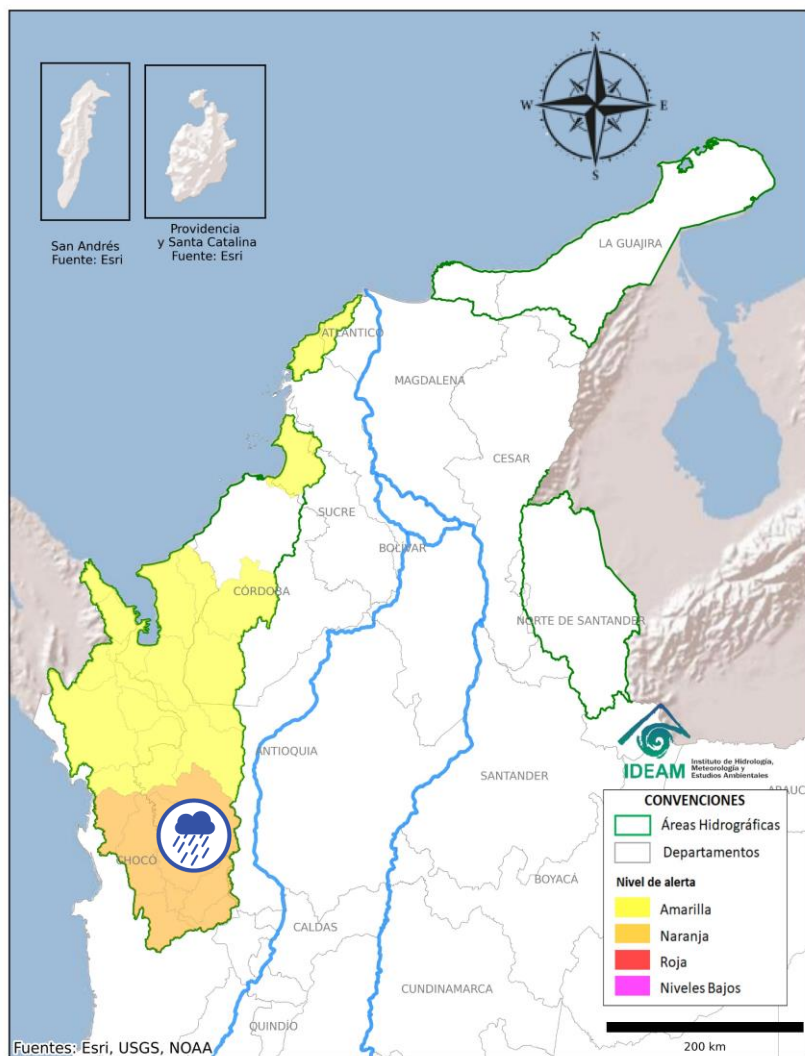 N
W
E
S
San Andrés
Fuente: Esri
Providencia
y Santa Catalina
Fuente: Esri
LA GUAJIRA
ATLÁNTICO
MAGDALENA
CESAR
SUCRE
BOLÍVAR
CÓRDOBA
NORTE DE SANTANDER
ANTIOQUIA
SANTANDER
IDEAM
Instituto de Hidrología,
Meteorología y
Estudios Ambientales
ARAUC
CHOCÓ
BOYACÁ
CALDAS
CUNDINAMARCA
QUINDÍO
CONVENCIONES
Áreas Hidrográficas
Departamentos
Nivel de alerta
Amarilla
Naranja
Roja
Niveles Bajos
Fuentes: Esri, USGS, NOAA
200 km